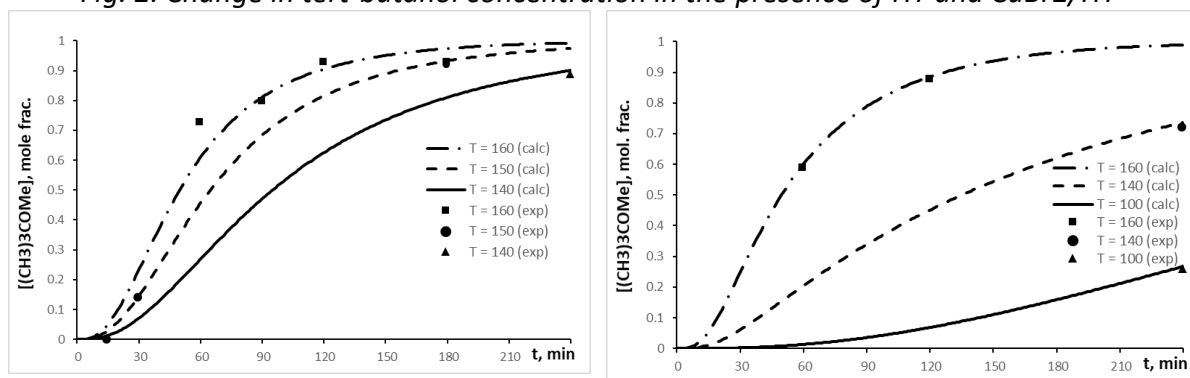 Fig. 2. Change in tert-butanol concentration in the presence of HY and CuBr2/HY
1
0.9
0.8
0.7
0.6
0.5
0.4
0.3
0.2
0.1
0
[(CH3)3COMe], mole frac.
T = 160 (calc)
T = 150 (calc)
T = 140 (calc)
T = 160 (exp)
T = 150 (exp)
T = 140 (exp)
0 30 60 90 120 150 180 210 t, min
1
0.9
0.8
0.7
0.6
0.5
0.4
0.3
0.2
0.1
0
[(CH3)3COMe], mol. frac.
T = 160 (calc)
T = 140 (calc)
T = 100 (calc)
T = 160 (exp)
T = 140 (exp)
T = 100 (exp)
0 30 60 90 120 150 180 210 t, min